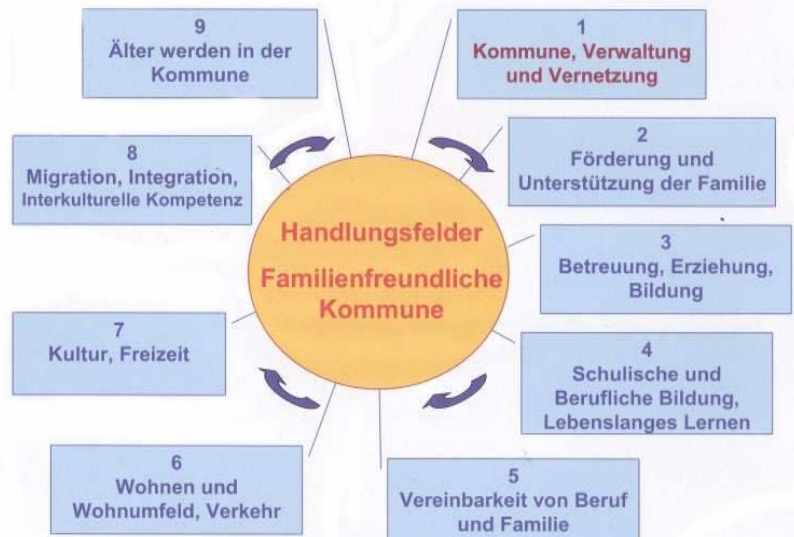 Handlungsfelder
Familienfreundliche
Kommune
1
Kommune, Verwaltung
und Vernetzung
2
Förderung und
Unterstützung der Familie
3
Betreuung, Erziehung,
Bildung
4
Schulische und
Berufliche Bildung,
Lebenslanges Lernen
5
Vereinbarkeit von Beruf
und Familie
6
Wohnen und
Wohnumfeld, Verkehr
7
Kultur, Freizeit
8
Migration, Integration,
Interkulturelle Kompetenz
9
Älter werden in der
Kommune